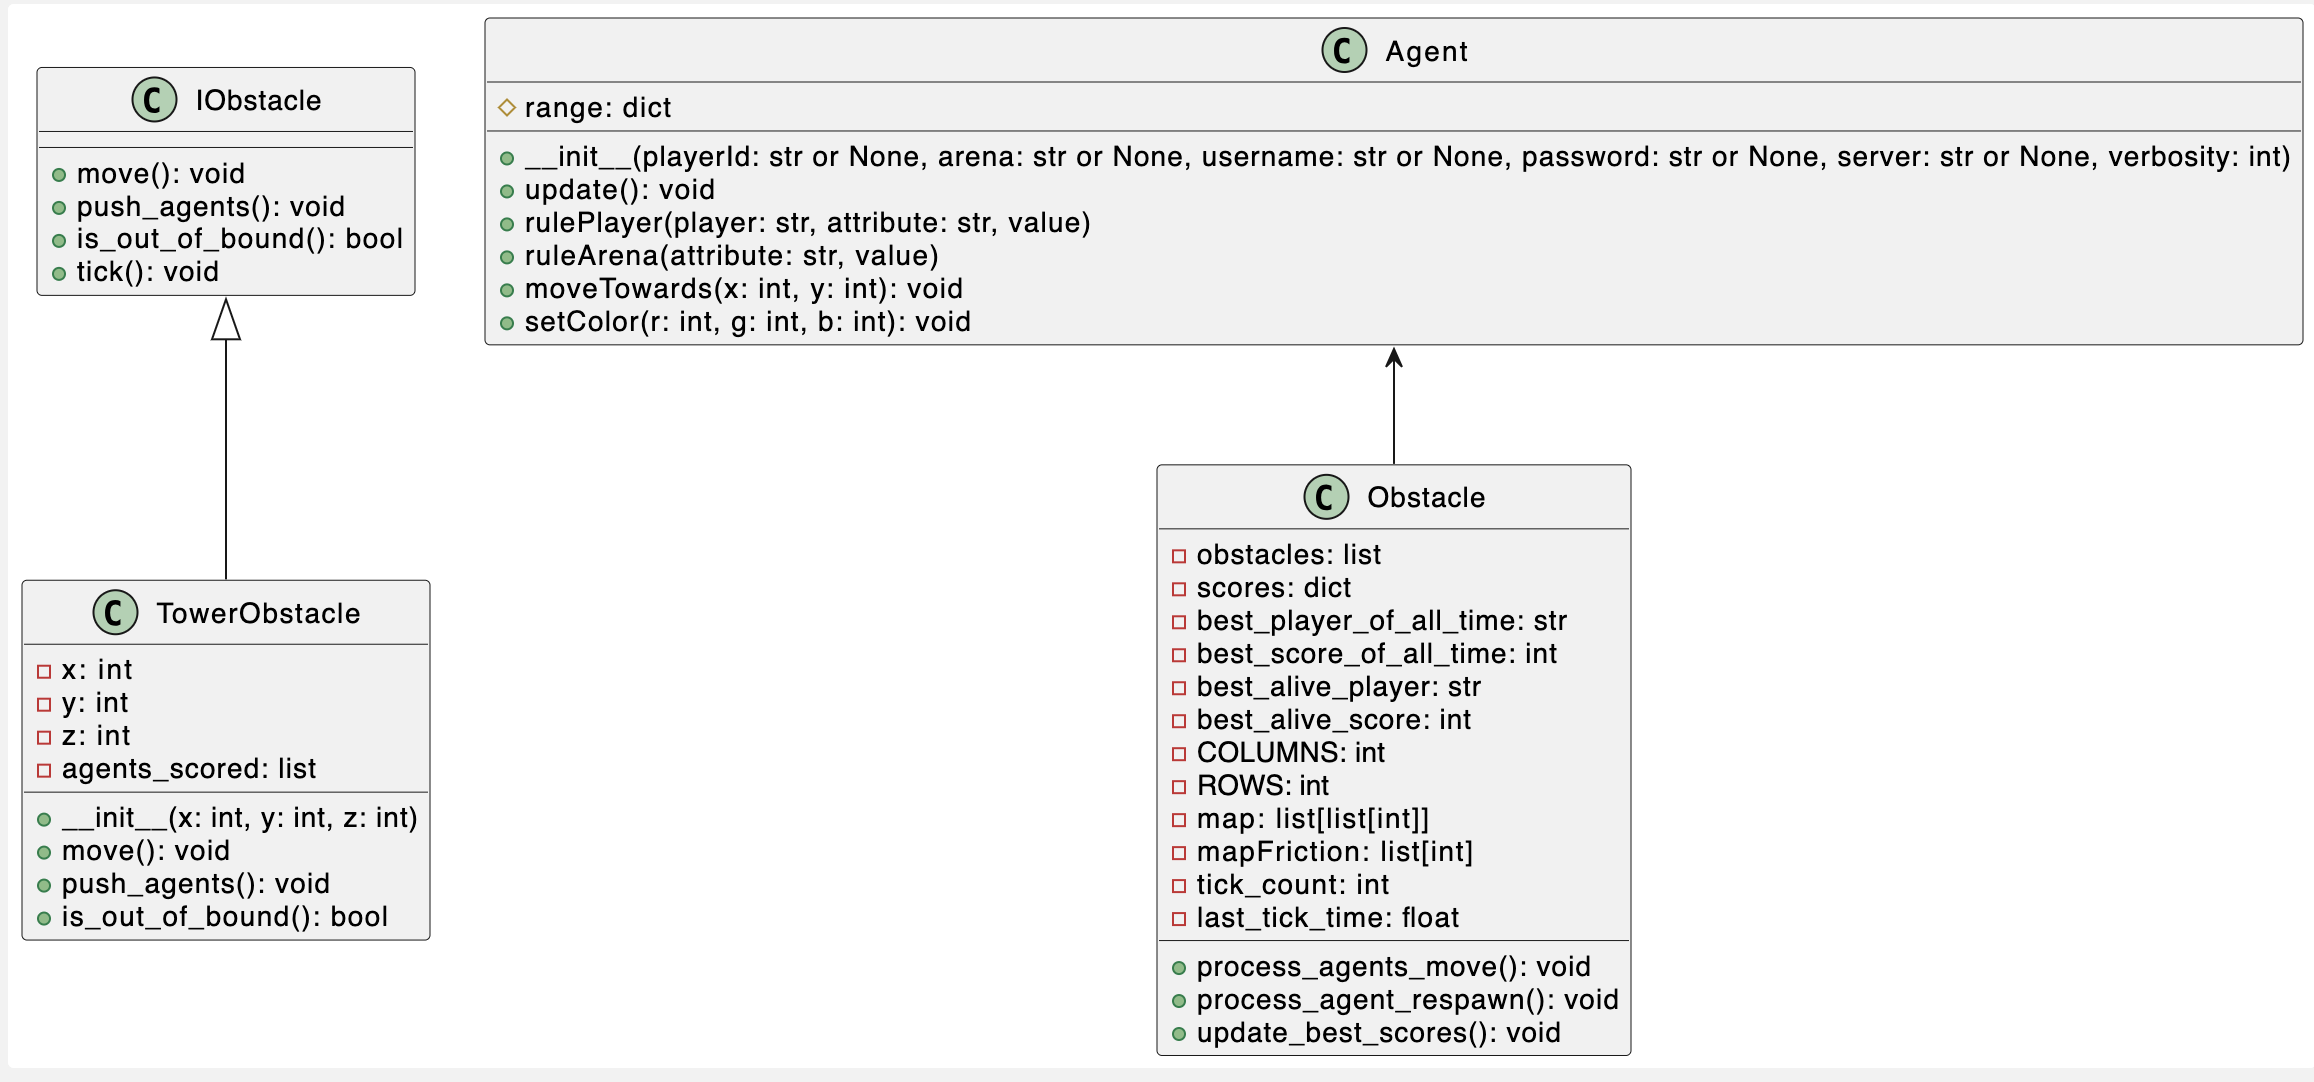 C IObstacle
move(): void
push_agents(): void
is_out_of_bound(): bool
tick(): void
C Agent
range: dict
__init__(playerId: str or None, arena: str or None, username: str or None, password: str or None, server: str or None, verbosity: int)
update(): void
rulePlayer(player: str, attribute: str, value)
ruleArena(attribute: str, value)
moveTowards(x: int, y: int): void
setColor(r: int, g: int, b: int): void
C TowerObstacle
x: int
y: int
z: int
agents_scored: list
__init__(x: int, y: int, z: int)
move(): void
push_agents(): void
is_out_of_bound(): bool
C Obstacle
obstacles: list
scores: dict
best_player_of_all_time: str
best_score_of_all_time: int
best_alive_player: str
best_alive_score: int
COLUMNS: int
ROWS: int
map: list[list[int]]
mapFriction: list[int]
tick_count: int
last_tick_time: float
process_agents_move(): void
process_agent_respawn(): void
update_best_scores(): void